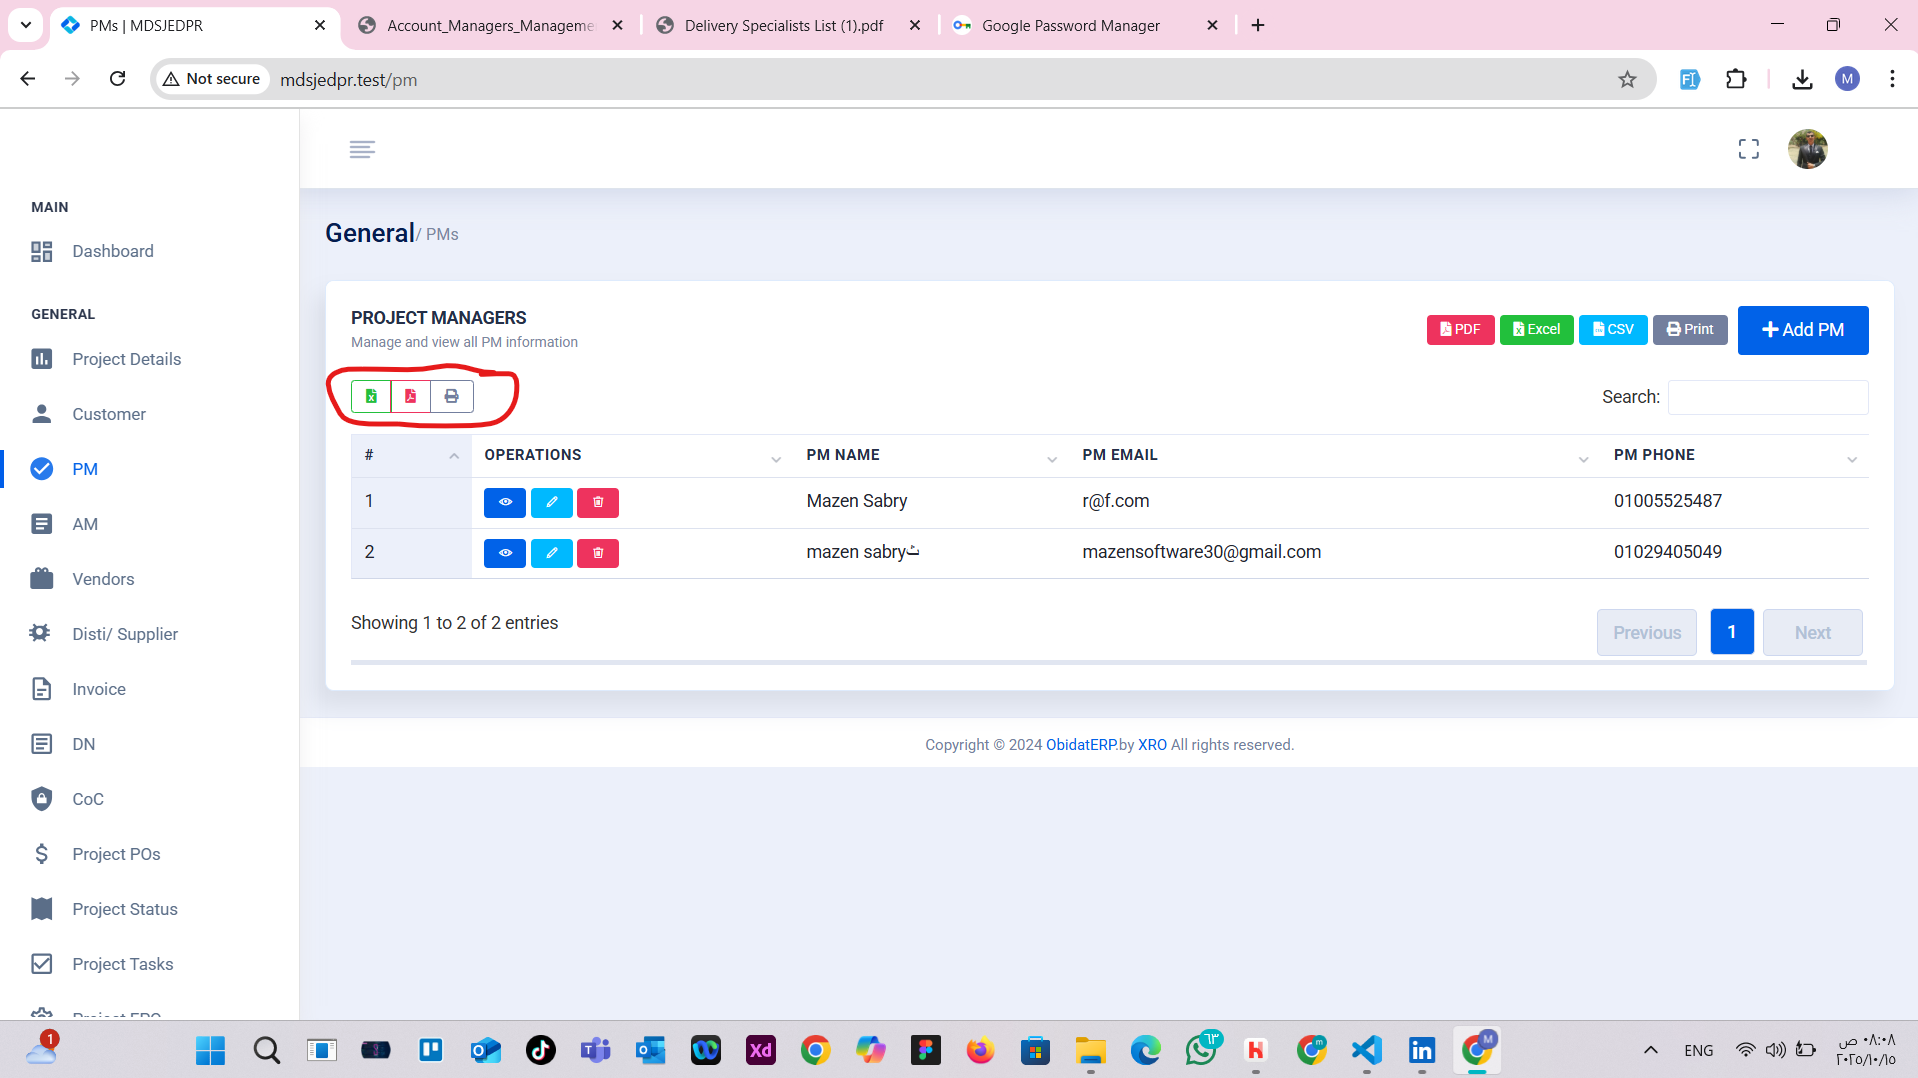 PMs | MDSJEDPR
Account_Managers_Manageme
Delivery Specialists List (1).pdf
Google Password Manager
Not secure
mdsjedpr.test/pm
M
MAIN
Dashboard
GENERAL
Project Details
Customer
PM
AM
Vendors
Disti/ Supplier
Invoice
DN
CoC
Project POs
Project Status
Project Tasks
Project EPO
General/ PMs
PROJECT MANAGERS
Manage and view all PM information
PDF
Excel
CSV
Print
Add PM
Search:
# OPERATIONS PM NAME PM EMAIL PM PHONE
1 Mazen Sabry r@f.com 01005525487
2 mazen sabry mazensoftware30@gmail.com 01029405049
Showing 1 to 2 of 2 entries
Previous 1 Next
Copyright © 2024 ObidatERP.by XRO All rights reserved.
1
Xd
٦٣
m
M
ENG
٠٨:٠٨ ص
٢٠٢٥/١٠/١٥